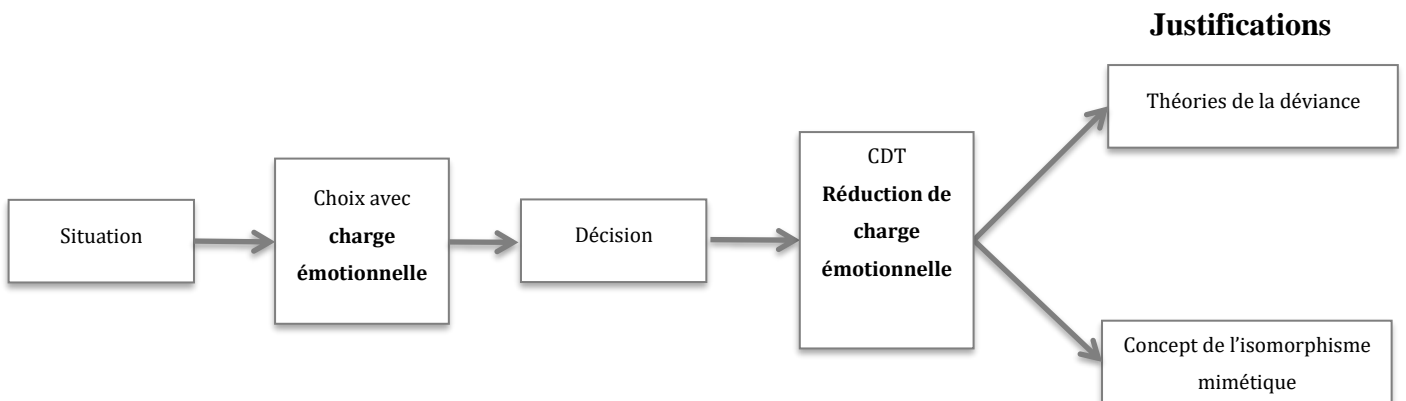 Justifications
Théories de la déviance
CDT
Réduction de
charge
émotionnelle
Choix avec
charge
émotionnelle
Situation
Décision
Concept de l’isomorphisme
mimétique